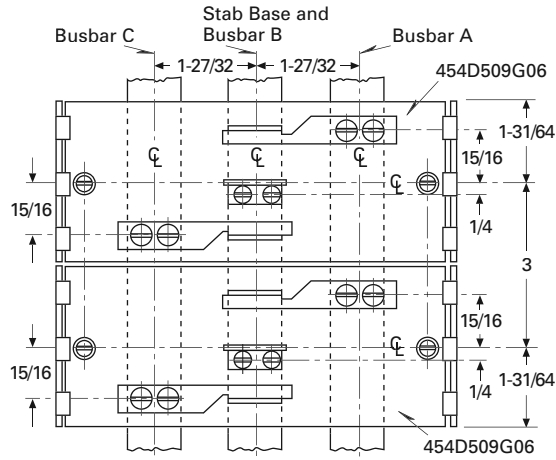 Stab Base and
Busbar C
Busbar B
Busbar A
1-27/32
1-27/32
454D509G06
1-31/64
15/16
℄
℄
℄
℄
15/16
1/4
3
15/16
℄
15/16
1/4
1-31/64
454D509G06